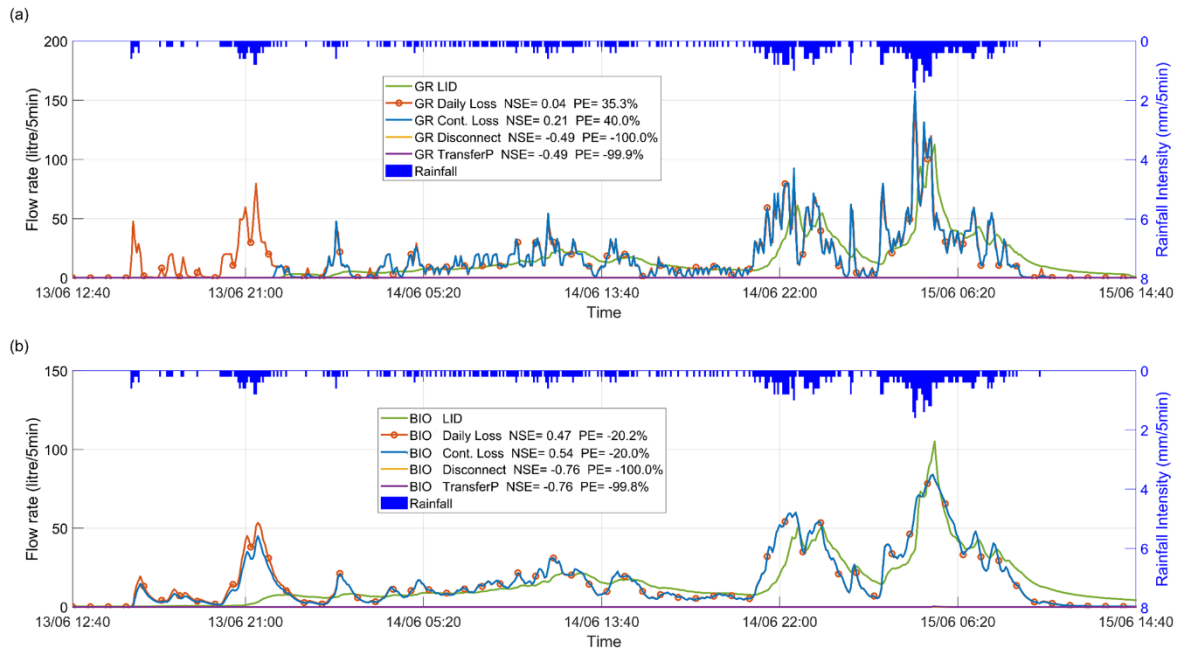 (a)
200
150
100
50
0
Flow rate (litre/5min)
GR LID
GR Daily Loss NSE= 0.04 PE= 35.3%
GR Cont. Loss NSE= 0.21 PE= 40.0%
GR Disconnect NSE= -0.49 PE= -100.0%
GR TransferP NSE= -0.49 PE= -99.9%
Rainfall
0
2
4
6
8
Rainfall Intensity (mm/5min)
13/06 12:40 13/06 21:00 14/06 05:20 14/06 13:40 14/06 22:00 15/06 06:20 15/06 14:40
Time
(b)
150
100
50
0
Flow rate (litre/5min)
BIO LID
BIO Daily Loss NSE= 0.47 PE= -20.2%
BIO Cont. Loss NSE= 0.54 PE= -20.0%
BIO Disconnect NSE= -0.76 PE= -100.0%
BIO TransferP NSE= -0.76 PE= -99.8%
Rainfall
0
2
4
6
8
Rainfall Intensity (mm/5min)
13/06 12:40 13/06 21:00 14/06 05:20 14/06 13:40 14/06 22:00 15/06 06:20 15/06 14:40
Time